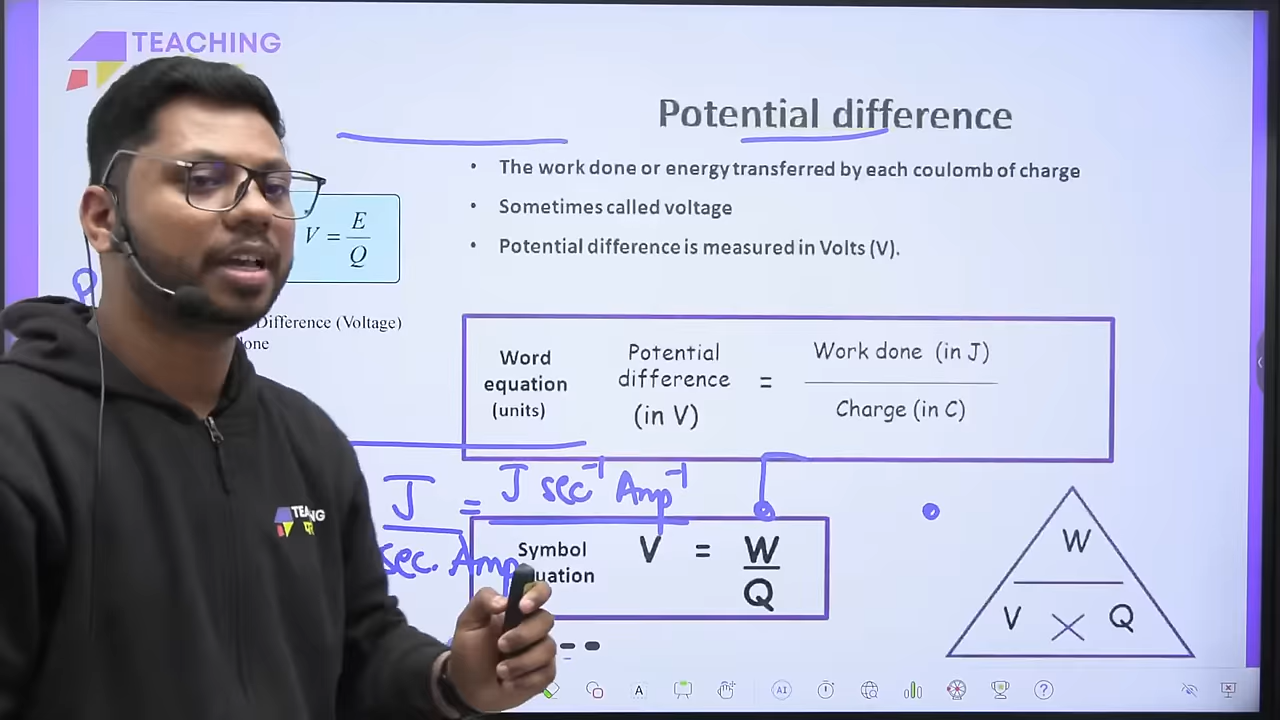 TEACHING
Potential difference
• The work done or energy transferred by each coulomb of charge
• Sometimes called voltage
• Potential difference is measured in Volts (V).
V = E / Q
Difference (Voltage)
Word equation (units)
Potential difference (in V) = Work done (in J) / Charge (in C)
J / sec. Amp = J sec⁻¹ Amp⁻¹
Symbol
V = W / Q
W
V × Q
TEACHING
A
AI
?